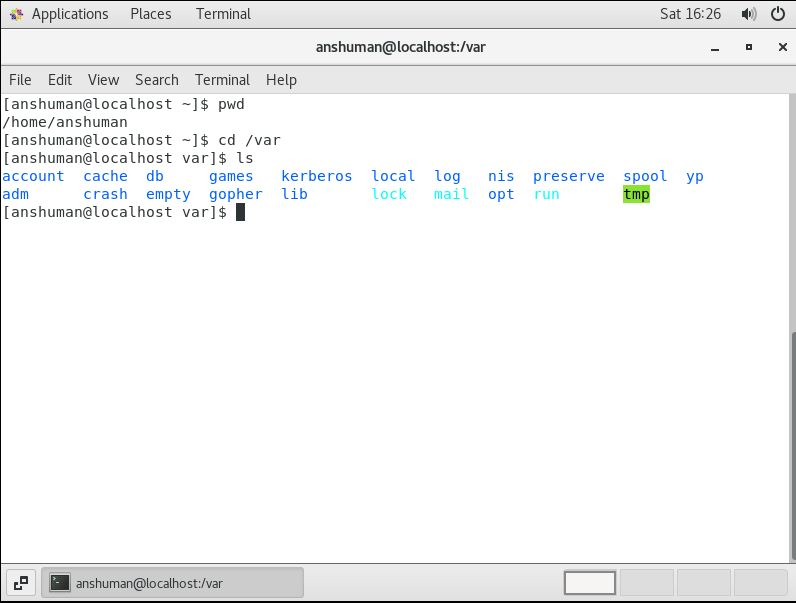 Applications Places Terminal Sat 16:26
anshuman@localhost:/var
File Edit View Search Terminal Help
[anshuman@localhost ~]$ pwd
/home/anshuman
[anshuman@localhost ~]$ cd /var
[anshuman@localhost var]$ ls
account cache db games kerberos local log nis preserve spool yp
adm crash empty gopher lib lock mail opt run tmp
[anshuman@localhost var]$
anshuman@localhost:/var